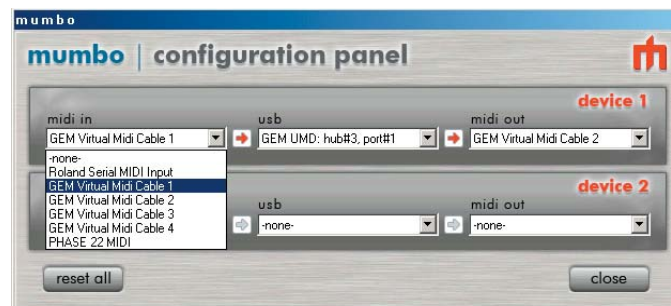 mumbo
mumbo | configuration panel
device 1
midi in
usb
midi out
GEM Virtual Midi Cable 1
GEM UMD: hub#3, port#1
GEM Virtual Midi Cable 2
-none-
Roland Serial MIDI Input
GEM Virtual Midi Cable 1
GEM Virtual Midi Cable 2
GEM Virtual Midi Cable 3
GEM Virtual Midi Cable 4
PHASE 22 MIDI
device 2
usb
midi out
-none-
-none-
reset all
close